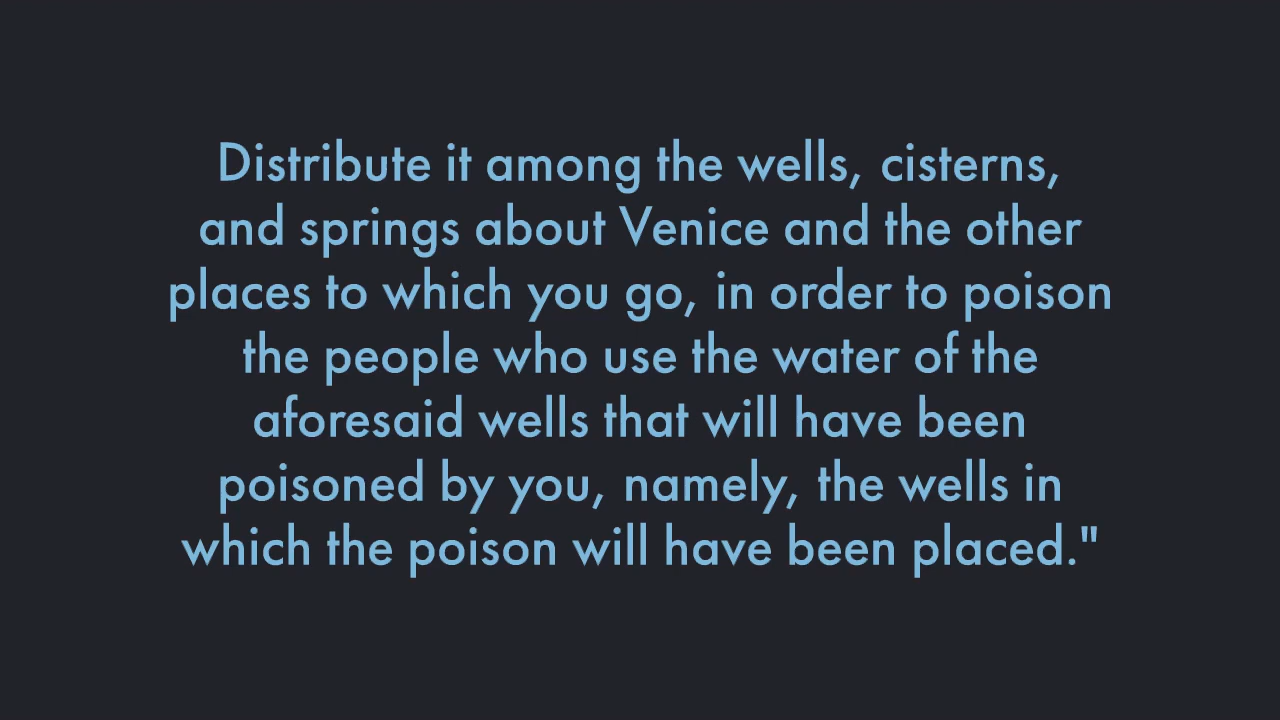 Distribute it among the wells, cisterns,
and springs about Venice and the other
places to which you go, in order to poison
the people who use the water of the
aforesaid wells that will have been
poisoned by you, namely, the wells in
which the poison will have been placed."